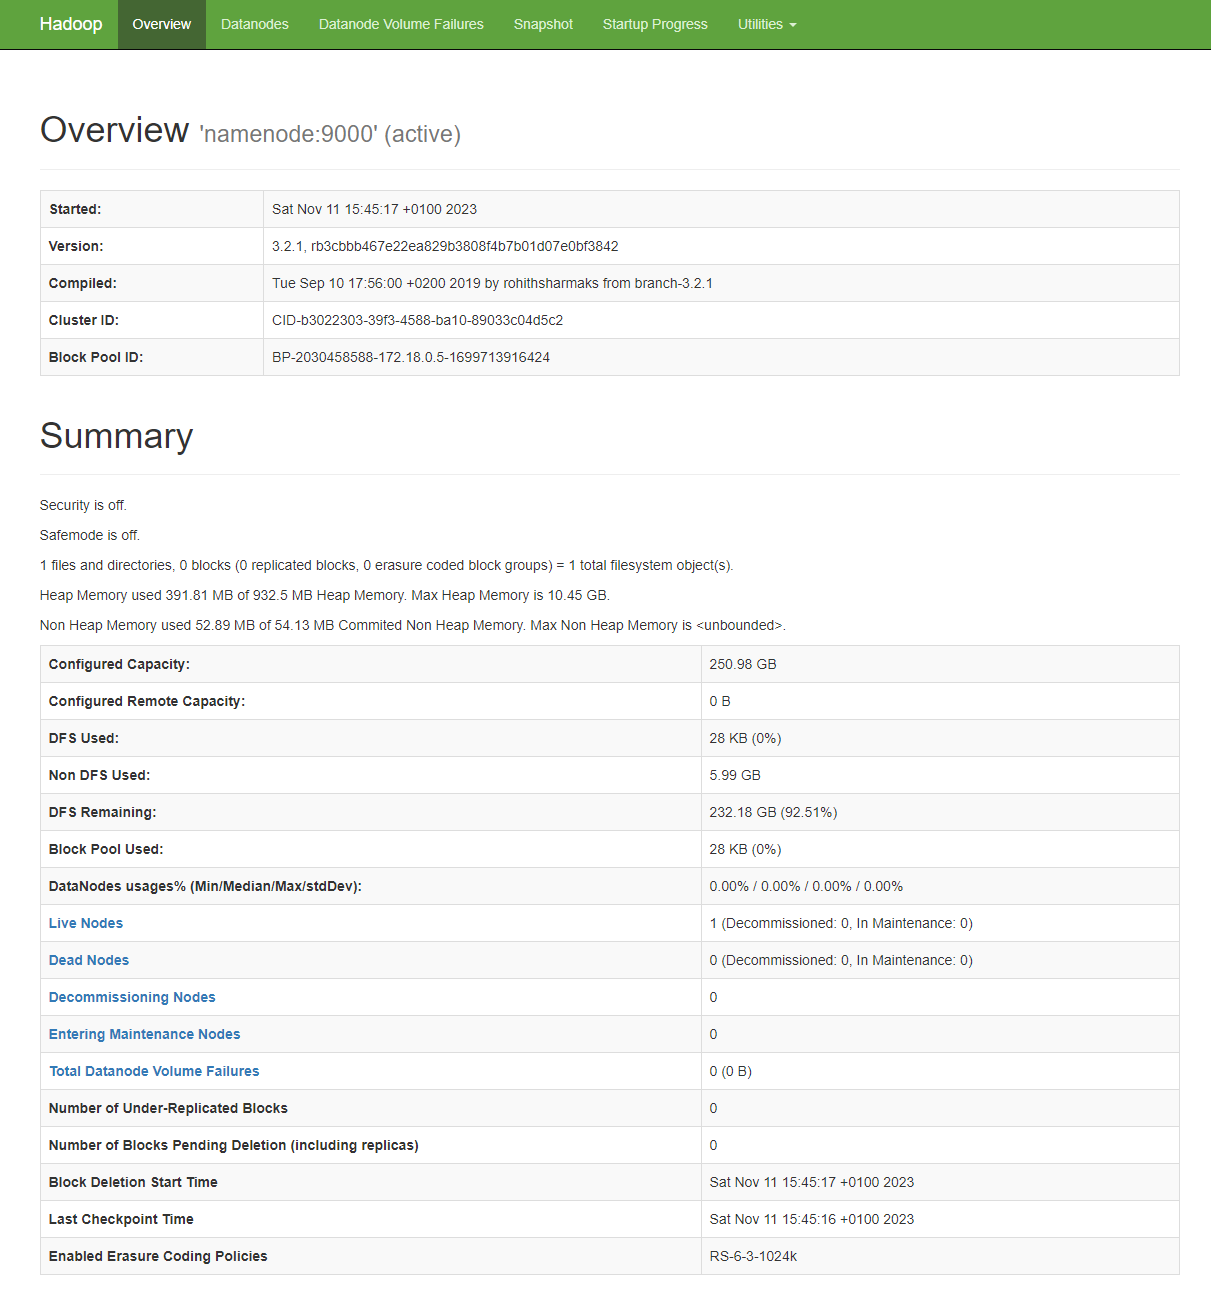 Hadoop Overview Datanodes Datanode Volume Failures Snapshot Startup Progress Utilities
Overview 'namenode:9000' (active)
Started: Sat Nov 11 15:45:17 +0100 2023
Version: 3.2.1, rb3cbbb467e22ea829b3808f4b7b01d07e0bf3842
Compiled: Tue Sep 10 17:56:00 +0200 2019 by rohithsharmaks from branch-3.2.1
Cluster ID: CID-b3022303-39f3-4588-ba10-89033c04d5c2
Block Pool ID: BP-2030458588-172.18.0.5-1699713916424
Summary
Security is off.
Safemode is off.
1 files and directories, 0 blocks (0 replicated blocks, 0 erasure coded block groups) = 1 total filesystem object(s).
Heap Memory used 391.81 MB of 932.5 MB Heap Memory. Max Heap Memory is 10.45 GB.
Non Heap Memory used 52.89 MB of 54.13 MB Commited Non Heap Memory. Max Non Heap Memory is <unbounded>.
Configured Capacity: 250.98 GB
Configured Remote Capacity: 0 B
DFS Used: 28 KB (0%)
Non DFS Used: 5.99 GB
DFS Remaining: 232.18 GB (92.51%)
Block Pool Used: 28 KB (0%)
DataNodes usages% (Min/Median/Max/stdDev): 0.00% / 0.00% / 0.00% / 0.00%
Live Nodes 1 (Decommissioned: 0, In Maintenance: 0)
Dead Nodes 0 (Decommissioned: 0, In Maintenance: 0)
Decommissioning Nodes 0
Entering Maintenance Nodes 0
Total Datanode Volume Failures 0 (0 B)
Number of Under-Replicated Blocks 0
Number of Blocks Pending Deletion (including replicas) 0
Block Deletion Start Time Sat Nov 11 15:45:17 +0100 2023
Last Checkpoint Time Sat Nov 11 15:45:16 +0100 2023
Enabled Erasure Coding Policies RS-6-3-1024k